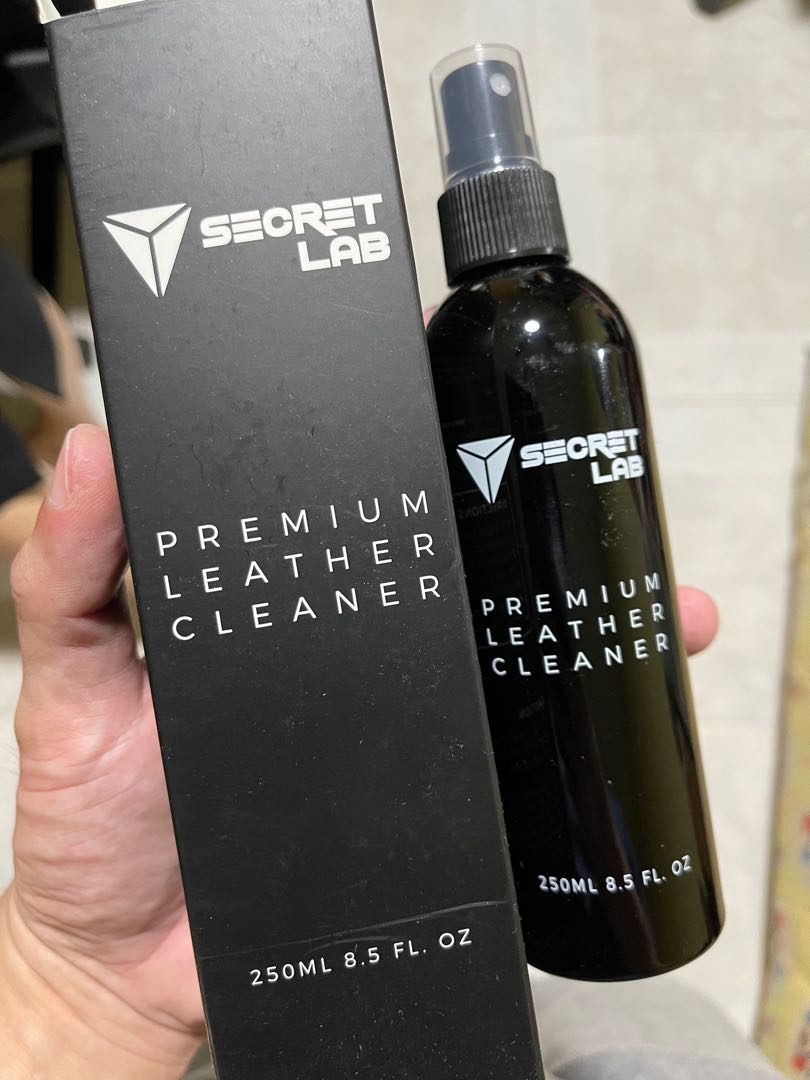 SECRET
LAB
PREMIUM
LEATHER
CLEANER
250ML 8.5 FL. OZ
SECRET
LAB
PREMIUM
LEATHER
CLEANER
250ML 8.5 FL. OZ